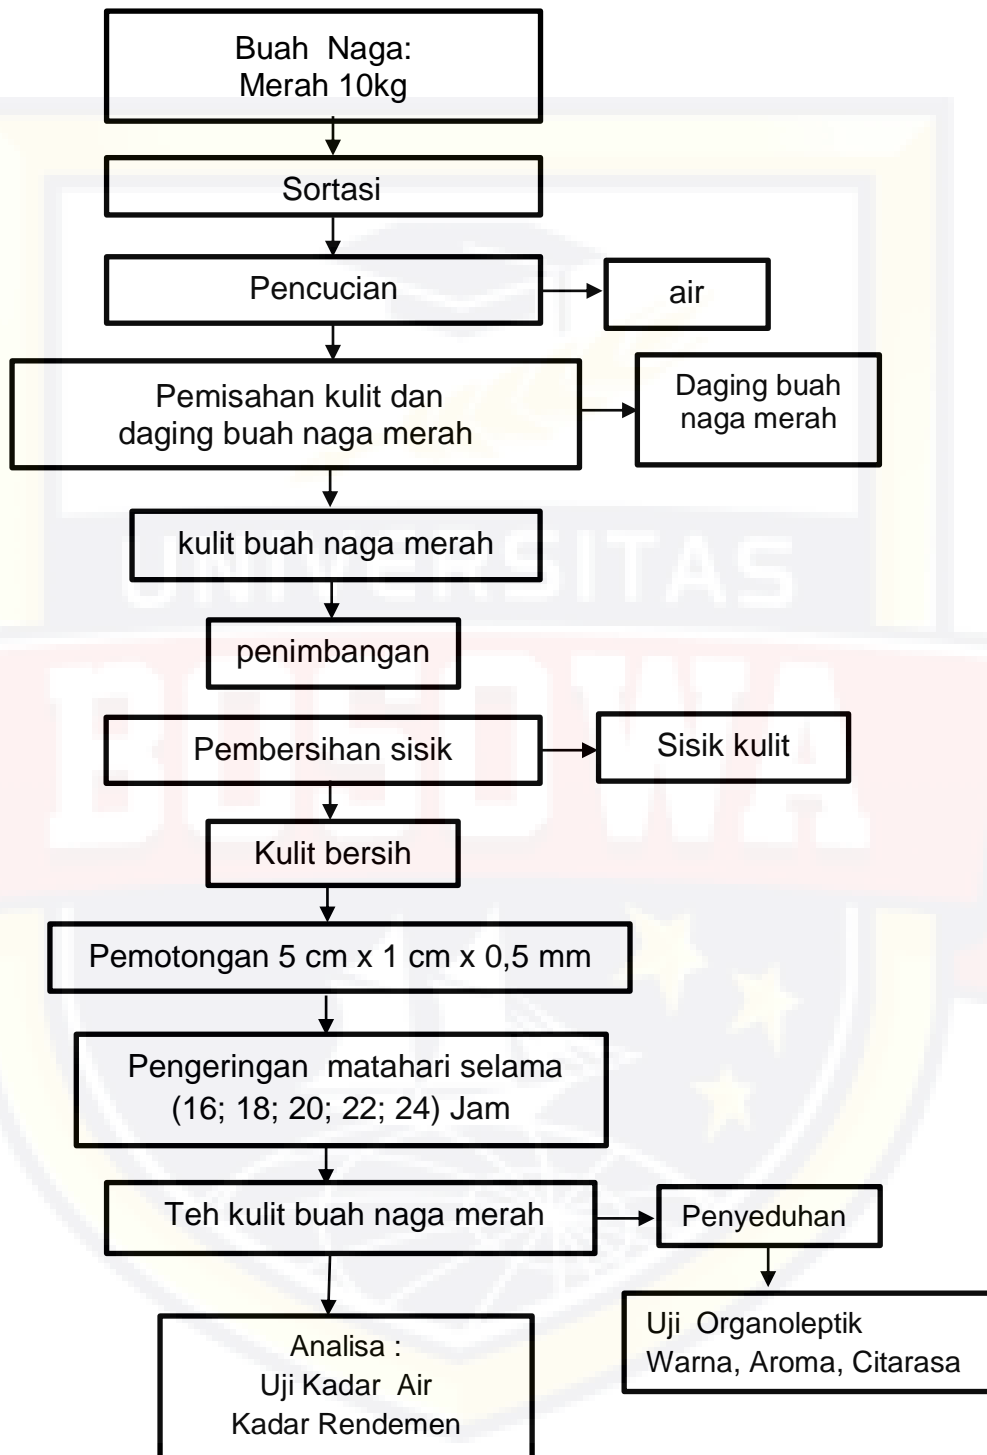 Buah Naga:
Merah 10kg
Sortasi
Pencucian
air
Pemisahan kulit dan
daging buah naga merah
Daging buah
naga merah
kulit buah naga merah
UNIVERSITAS
penimbangan
BOSOWA
Pembersihan sisik
Sisik kulit
Kulit bersih
Pemotongan 5 cm x 1 cm x 0,5 mm
Pengeringan matahari selama
(16; 18; 20; 22; 24) Jam
Teh kulit buah naga merah
Penyeduhan
Uji Organoleptik
Warna, Aroma, Citarasa
Analisa :
Uji Kadar Air
Kadar Rendemen